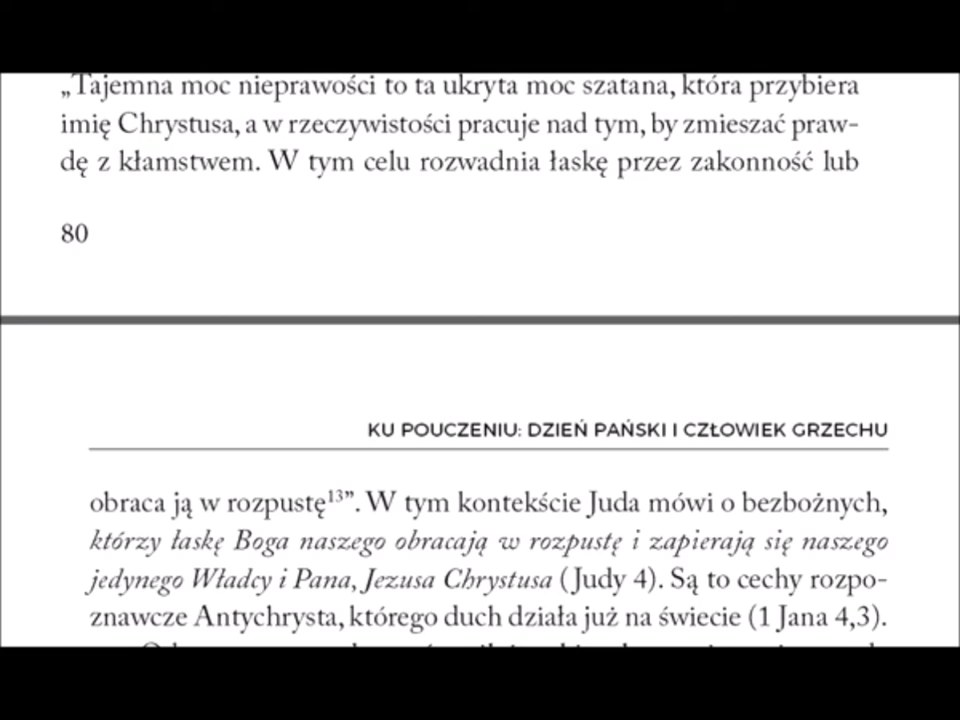 „Tajemna moc nieprawości to ta ukryta moc szatana, która przybiera
imię Chrystusa, a w rzeczywistości pracuje nad tym, by zmieszać praw-
dę z kłamstwem. W tym celu rozwadnia łaskę przez zakonność lub
80
KU POUCZENIU: DZIEŃ PAŃSKI I CZŁOWIEK GRZECHU
obraca ją w rozpustę¹³”. W tym kontekście Juda mówi o bezbożnych,
którzy łaskę Boga naszego obracają w rozpustę i zapierają się naszego
jedynego Władcy i Pana, Jezusa Chrystusa (Judy 4). Są to cechy rozpo-
znawcze Antychrysta, którego duch działa już na świecie (1 Jana 4,3).